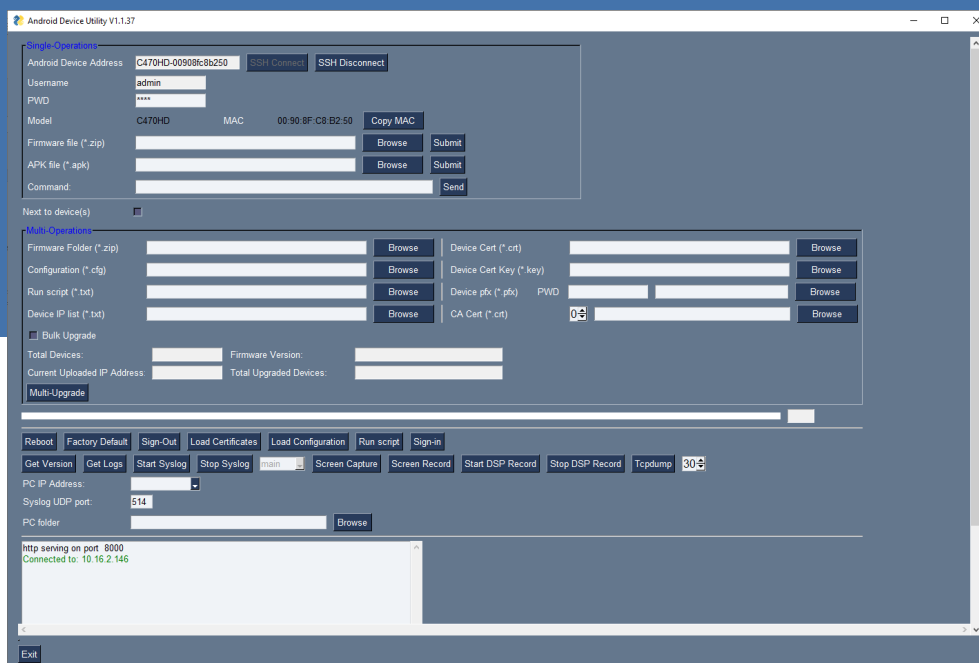 Android Device Utility V1.1.37
Single-Operations
Android Device Address C470HD-00908fc8b250 SSH Connect SSH Disconnect
Username admin
PWD ****
Model C470HD MAC 00:90:8F:C8:B2:50 Copy MAC
Firmware file (*.zip) Browse Submit
APK file (*.apk) Browse Submit
Command: Send
Next to device(s)
Multi-Operations
Firmware Folder (*.zip) Browse Device Cert (*.crt) Browse
Configuration (*.cfg) Browse Device Cert Key (*.key) Browse
Run script (*.txt) Browse Device pfx (*.pfx) PWD Browse
Device IP list (*.txt) Browse CA Cert (*.crt) 0 Browse
Bulk Upgrade
Total Devices: Firmware Version:
Current Uploaded IP Address: Total Upgraded Devices:
Multi-Upgrade
Reboot Factory Default Sign-Out Load Certificates Load Configuration Run script Sign-in
Get Version Get Logs Start Syslog Stop Syslog main Screen Capture Screen Record Start DSP Record Stop DSP Record Tcpdump 30
PC IP Address:
Syslog UDP port: 514
PC folder Browse
http serving on port 8000
Connected to: 10.16.2.146
Exit